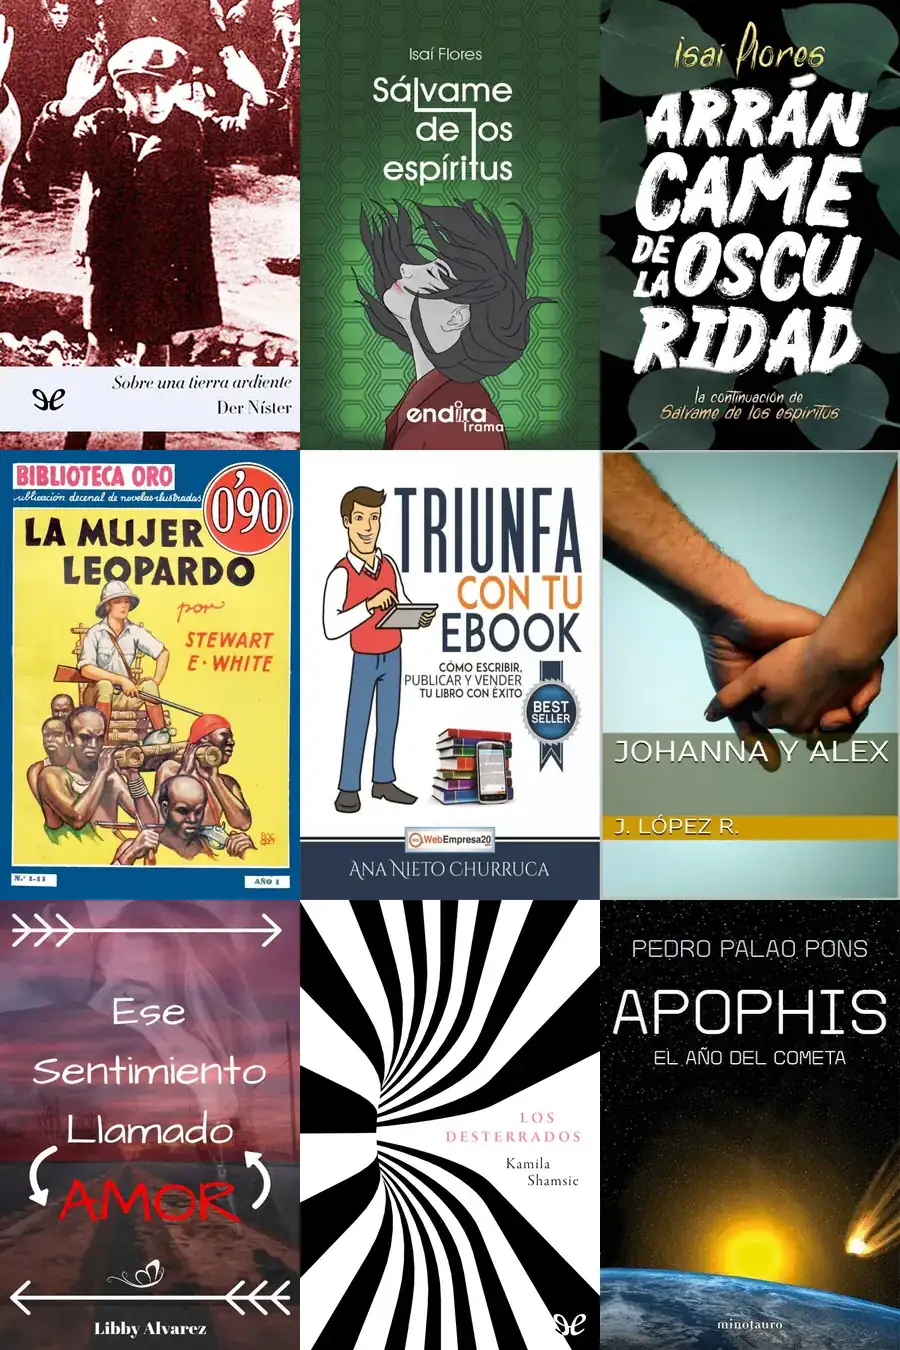 Sobre una tierra ardiente
Der Níster
Isaí Flores
Sálvame
de los
espíritus
endira
Trama
Isaí Flores
ARRÁN
CAME
DE LA OSCU
RIDAD
la continuación de
Sálvame de los espíritus
BIBLIOTECA ORO
ublicación decenal de novelas ilustradas
0'90
LA MUJER
LEOPARDO
por
STEWART
E·WHITE
N.º I-II
AÑO I
TRIUNFA
CON TU
EBOOK
CÓMO ESCRIBIR,
PUBLICAR Y VENDER
TU LIBRO CON ÉXITO
BEST
SELLER
WebEmpresa20
ANA NIETO CHURRUCA
JOHANNA Y ALEX
J. LÓPEZ R.
Ese
Sentimiento
Llamado
AMOR
Libby Alvarez
LOS
DESTERRADOS
Kamila
Shamsie
PEDRO PALAO PONS
APOPHIS
EL AÑO DEL COMETA
minotauro